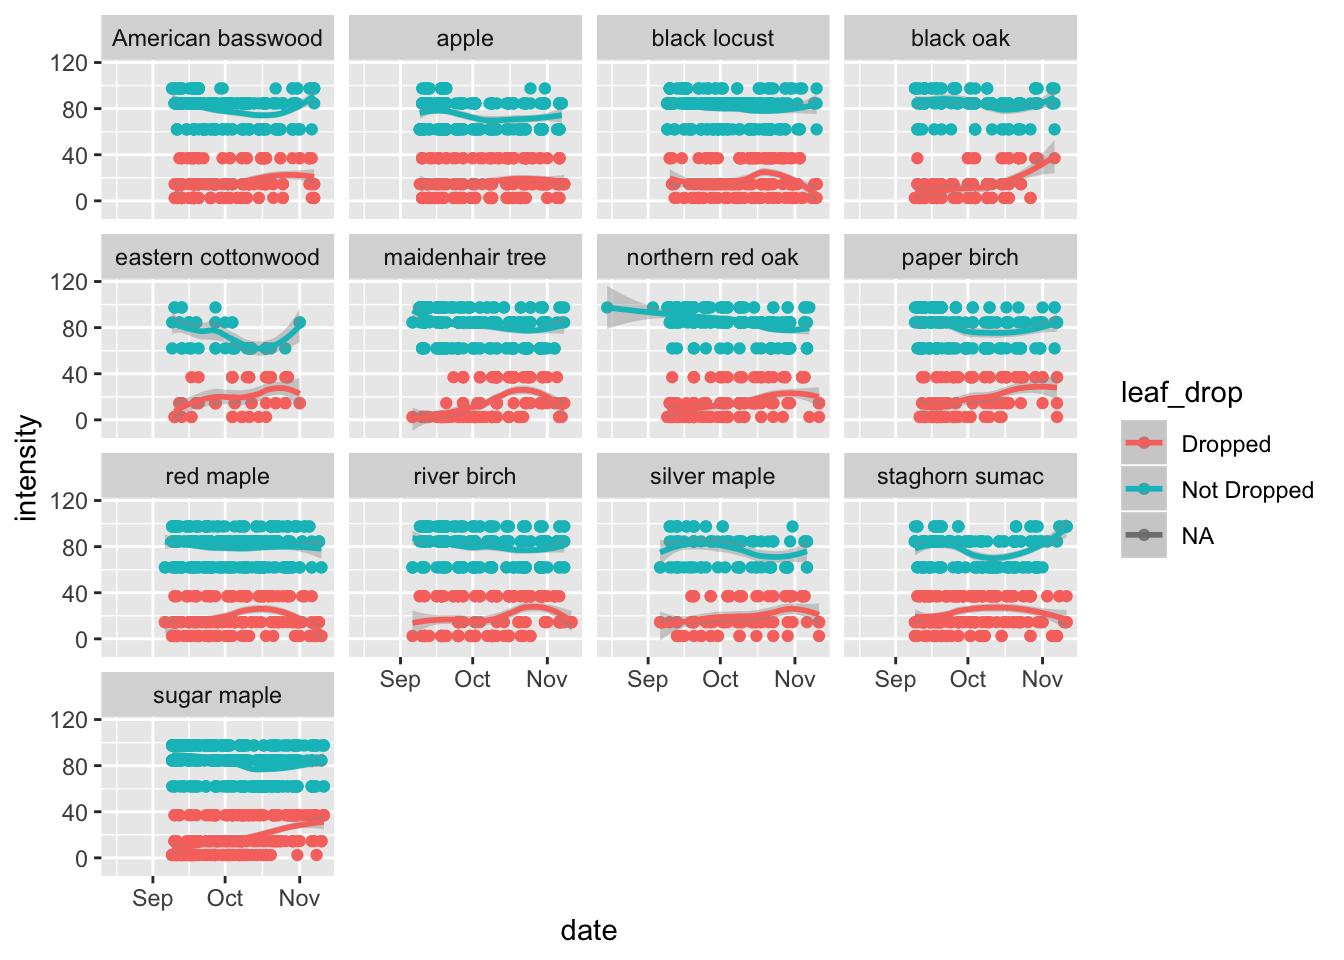 American basswood apple black locust black oak
120
80
40
0
eastern cottonwood maidenhair tree northern red oak paper birch
120
80
40
0
red maple river birch silver maple staghorn sumac
120
80
40
0
Sep Oct Nov Sep Oct Nov Sep Oct Nov
sugar maple
120
80
40
0
Sep Oct Nov
date
intensity
leaf_drop
Dropped
Not Dropped
NA